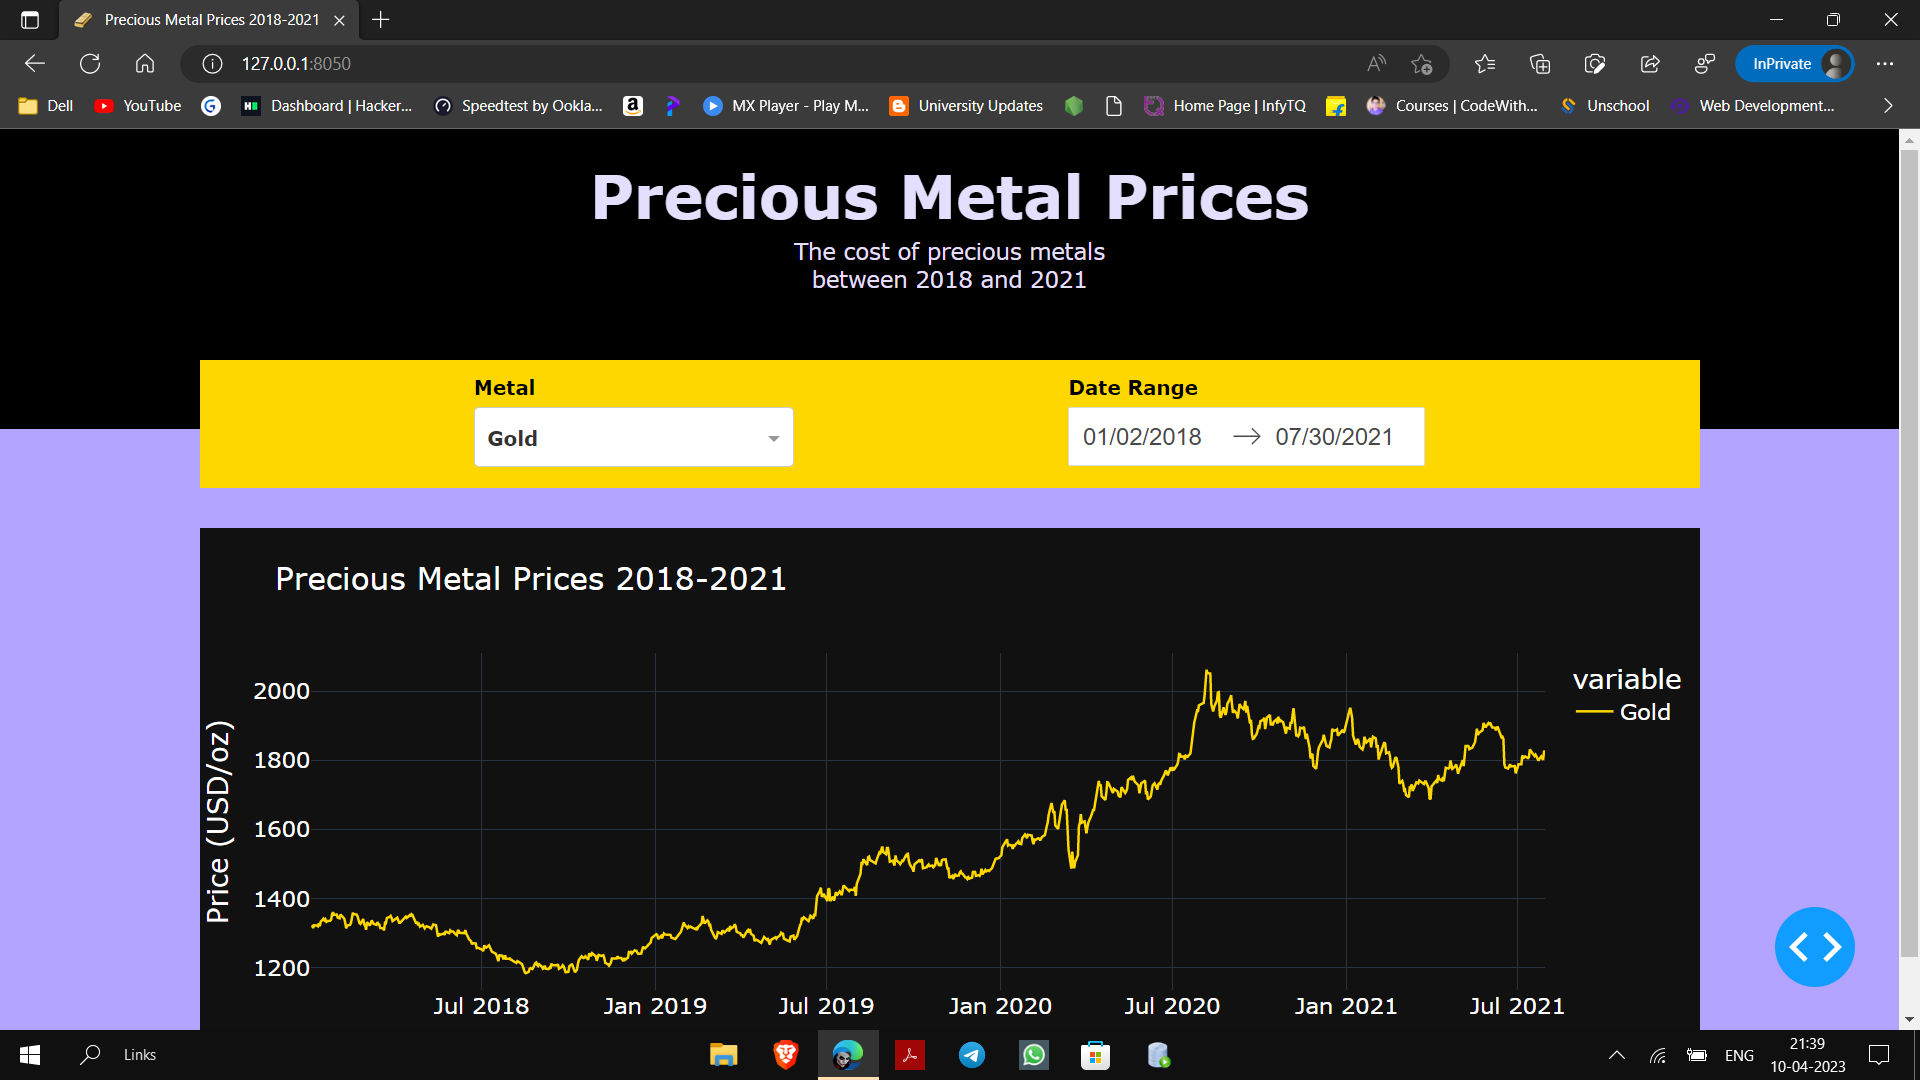 Precious Metal Prices 2018-2021
127.0.0.1:8050
InPrivate
Dell
YouTube
Dashboard | Hacker...
Speedtest by Ookla...
MX Player - Play M...
University Updates
Home Page | InfyTQ
Courses | CodeWith...
Unschool
Web Development...
Precious Metal Prices
The cost of precious metals
between 2018 and 2021
Metal
Date Range
Gold
01/02/2018
07/30/2021
Precious Metal Prices 2018-2021
variable
Gold
Price (USD/oz)
2000
1800
1600
1400
1200
Jul 2018
Jan 2019
Jul 2019
Jan 2020
Jul 2020
Jan 2021
Jul 2021
Links
ENG
21:39
10-04-2023